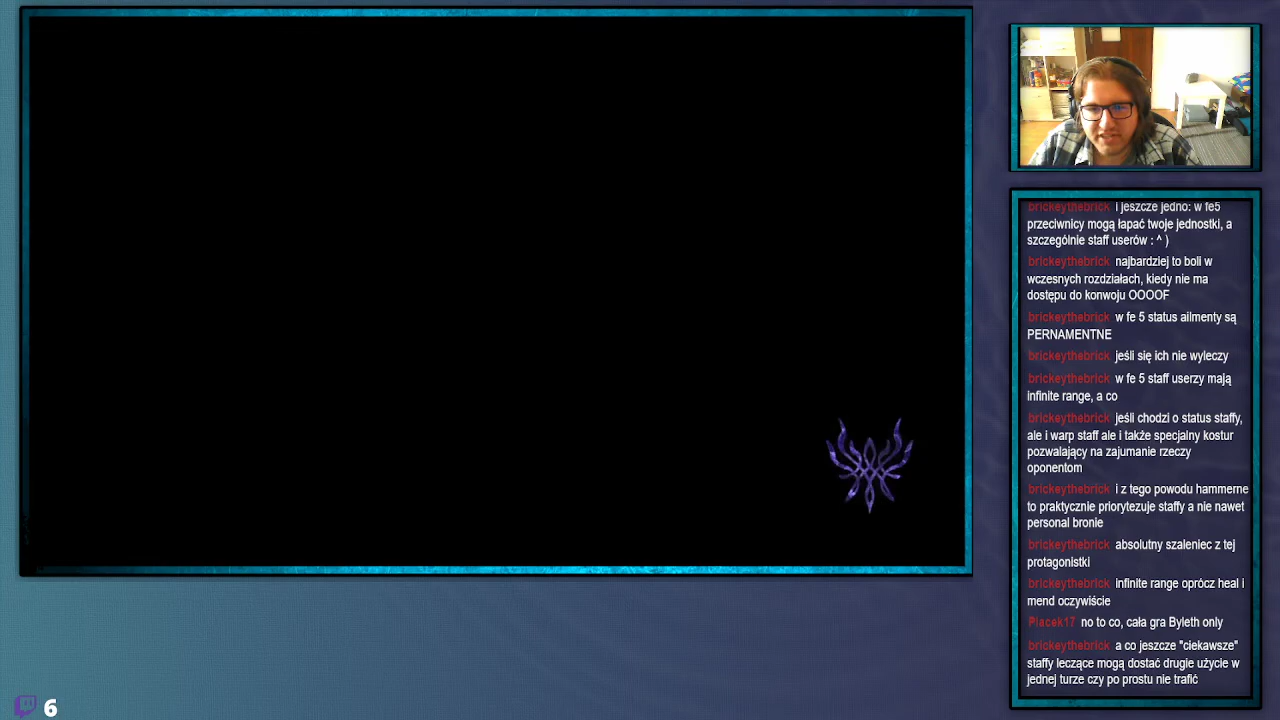 brickeythebrick i jeszcze jedno: w fe5
przeciwnicy mogą łapać twoje jednostki, a
szczególnie staff userów : ^ )
brickeythebrick najbardziej to boli w
wczesnych rozdziałach, kiedy nie ma
dostępu do konwoju OOOOF
brickeythebrick w fe 5 status ailmenty są
PERNAMENTNE
brickeythebrick jeśli się ich nie wyleczy
brickeythebrick w fe 5 staff userzy mają
infinite range, a co
brickeythebrick jeśli chodzi o status staffy,
ale i warp staff ale i także specjalny kostur
pozwalający na zajumanie rzeczy
oponentom
brickeythebrick i z tego powodu hammerne
to praktycznie priorytezuje staffy a nie nawet
personal bronie
brickeythebrick absolutny szaleniec z tej
protagonistki
brickeythebrick infinite range oprócz heal i
mend oczywiście
Placek17 no to co, cała gra Byleth only
brickeythebrick a co jeszcze "ciekawsze"
staffy leczące mogą dostać drugie użycie w
jednej turze czy po prostu nie trafić
6